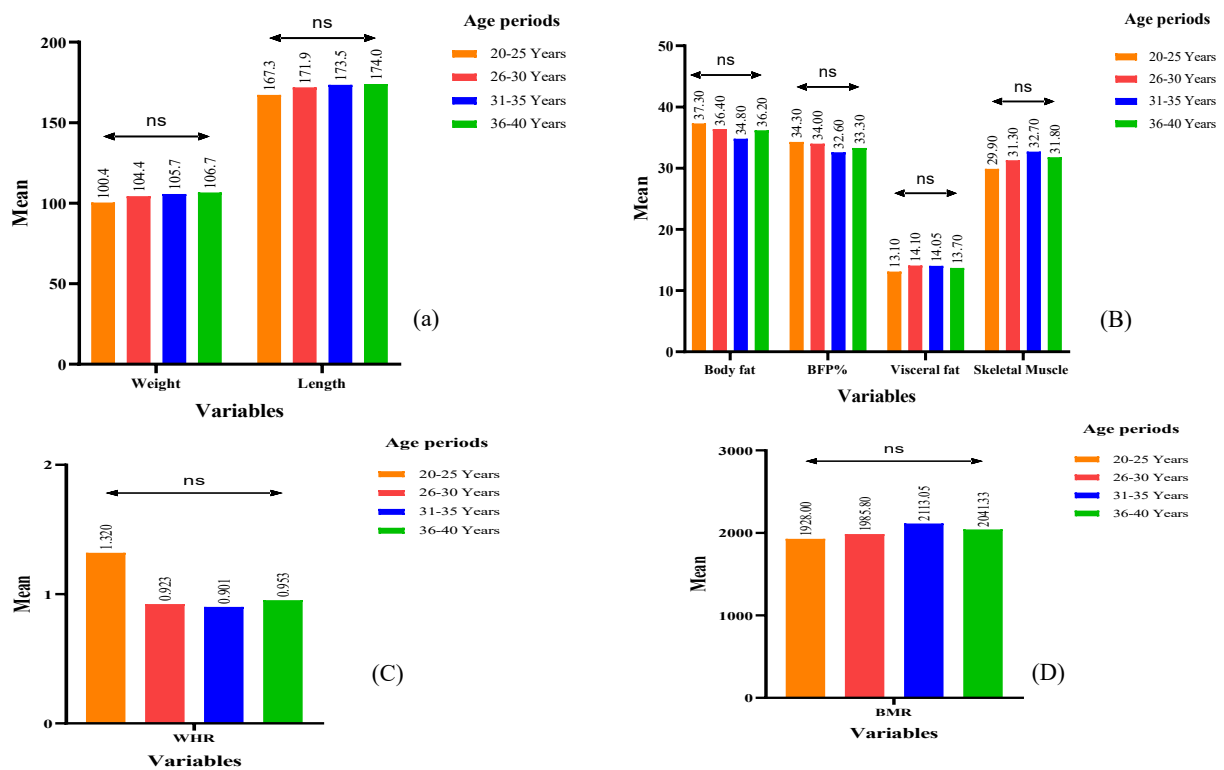 Age periods
20-25 Years
26-30 Years
31-35 Years
36-40 Years
ns
ns
200
150
100
50
0
Mean
100.4
104.4
105.7
106.7
167.3
171.9
173.5
174.0
Weight
Length
Variables
(a)
Age periods
20-25 Years
26-30 Years
31-35 Years
36-40 Years
ns
ns
ns
ns
50
40
30
20
10
0
Mean
37.30
36.40
34.80
36.20
34.30
34.00
32.60
33.30
13.10
14.10
14.05
13.70
29.90
31.30
32.70
31.80
Body fat
BFP%
Visceral fat
Skeletal Muscle
Variables
(B)
Age periods
20-25 Years
26-30 Years
31-35 Years
36-40 Years
ns
2
1
0
Mean
1.320
0.923
0.901
0.953
WHR
Variables
(C)
Age periods
20-25 Years
26-30 Years
31-35 Years
36-40 Years
ns
3000
2000
1000
0
Mean
1928.00
1985.80
2113.05
2041.33
BMR
Variables
(D)